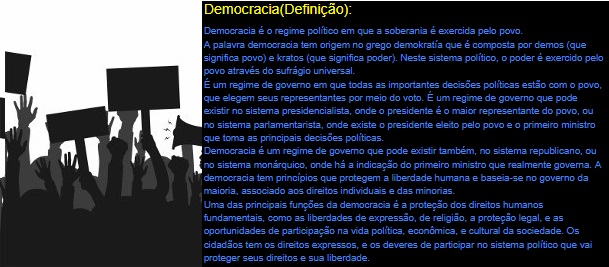 Democracia(Definição):
Democracia é o regime político em que a soberania é exercida pelo povo.
A palavra democracia tem origem no grego demokratía que é composta por demos (que
significa povo) e kratos (que significa poder). Neste sistema político, o poder é exercido pelo
povo através do sufrágio universal.
É um regime de governo em que todas as importantes decisões políticas estão com o povo,
que elegem seus representantes por meio do voto. É um regime de governo que pode
existir no sistema presidencialista, onde o presidente é o maior representante do povo, ou
no sistema parlamentarista, onde existe o presidente eleito pelo povo e o primeiro ministro
que toma as principais decisões políticas.
Democracia é um regime de governo que pode existir também, no sistema republicano, ou
no sistema monárquico, onde há a indicação do primeiro ministro que realmente governa. A
democracia tem princípios que protegem a liberdade humana e baseia-se no governo da
maioria, associado aos direitos individuais e das minorias.
Uma das principais funções da democracia é a proteção dos direitos humanos
fundamentais, como as liberdades de expressão, de religião, a proteção legal, e as
oportunidades de participação na vida política, econômica, e cultural da sociedade. Os
cidadãos tem os direitos expressos, e os deveres de participar no sistema político que vai
proteger seus direitos e sua liberdade.